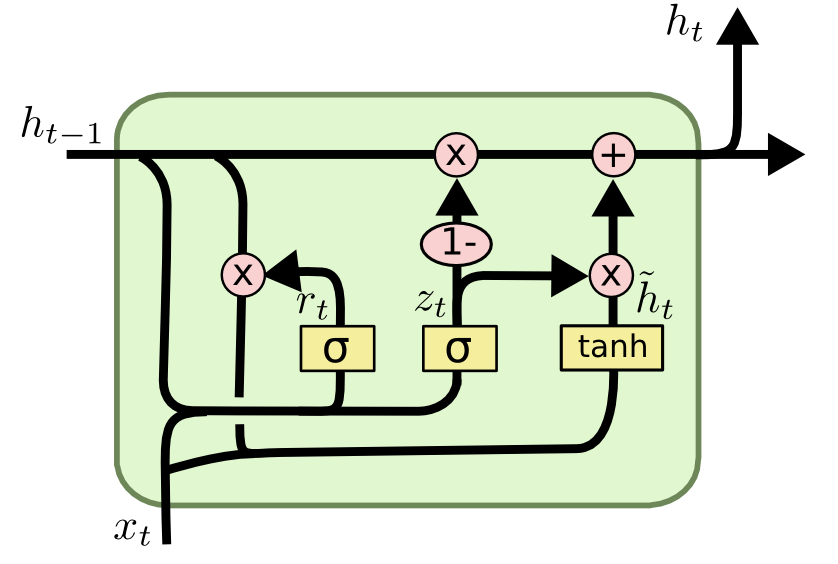 h_t
h_{t-1}
x +
1-
x x
r_t z_t h̃_t
σ σ tanh
x_t